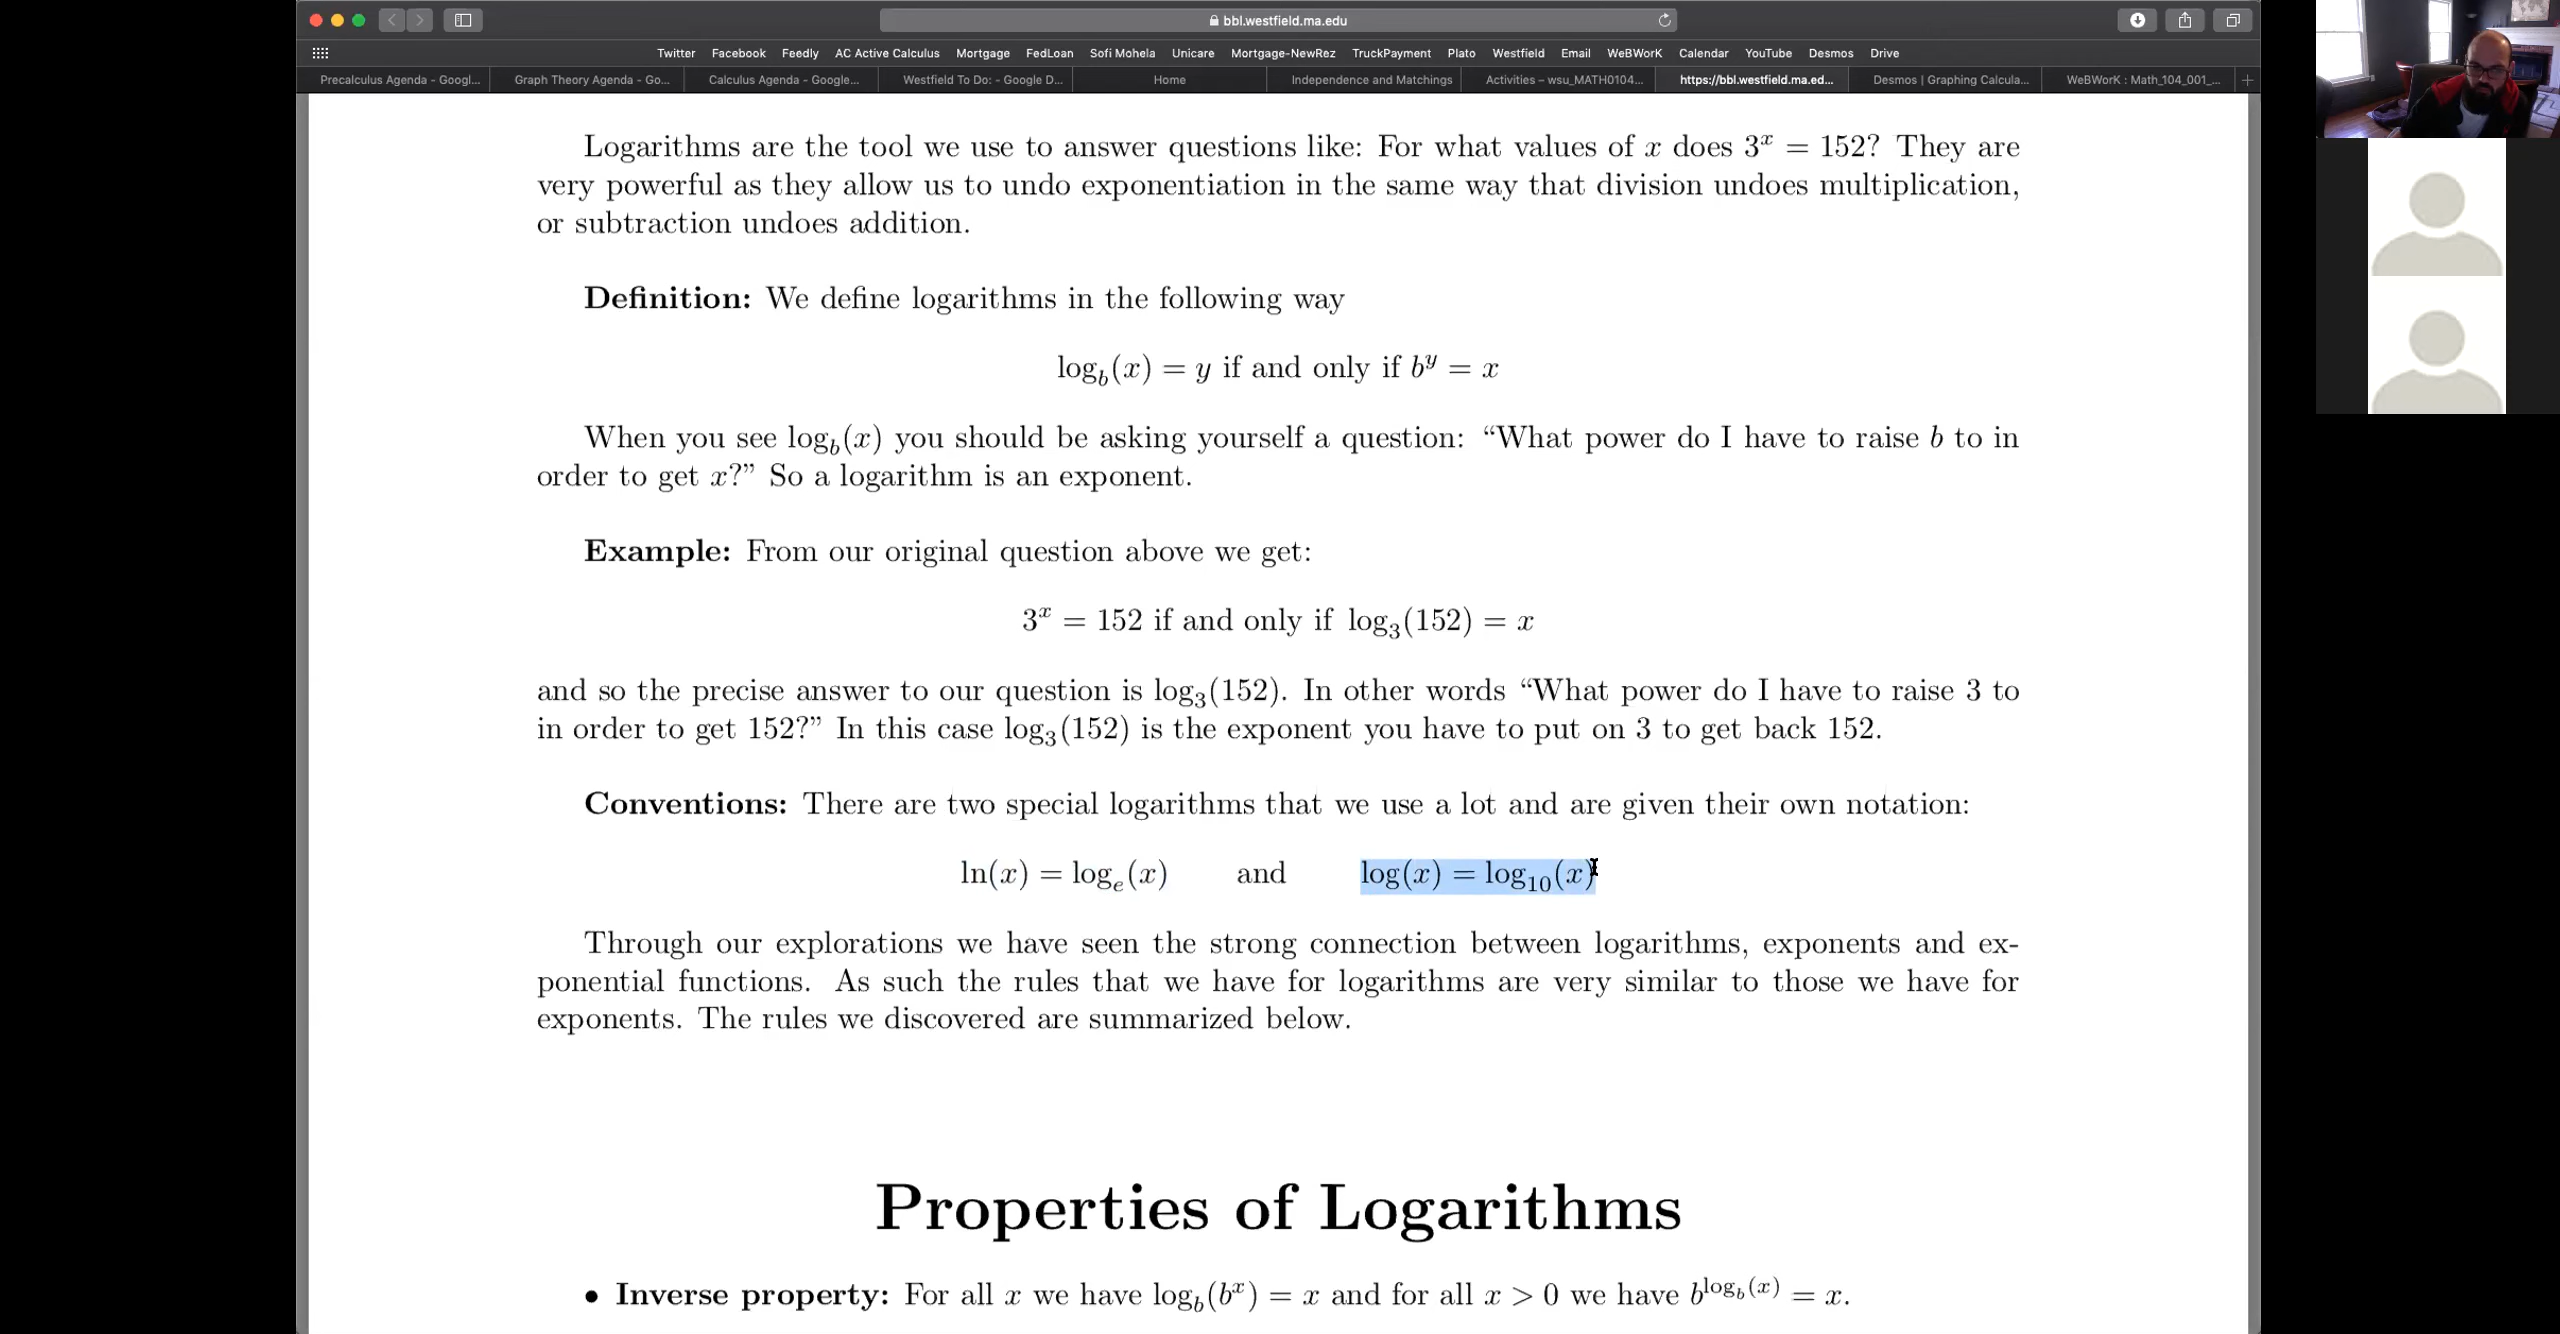 bbl.westfield.ma.edu
Twitter Facebook Feedly AC Active Calculus Mortgage FedLoan Sofi Mohela Unicare Mortgage-NewRez TruckPayment Plato Westfield Email WeBWorK Calendar YouTube Desmos Drive
Precalculus Agenda - Googl... Graph Theory Agenda - Go... Calculus Agenda - Google... Westfield To Do: - Google D... Home Independence and Matchings Activities – wsu_MATH0104... https://bbl.westfield.ma.ed... Desmos | Graphing Calcula... WeBWorK : Math_104_001_...
Logarithms are the tool we use to answer questions like: For what values of x does 3ˣ = 152? They are
very powerful as they allow us to undo exponentiation in the same way that division undoes multiplication,
or subtraction undoes addition.
Definition: We define logarithms in the following way
log_b(x) = y if and only if b^y = x
When you see log_b(x) you should be asking yourself a question: “What power do I have to raise b to in
order to get x?” So a logarithm is an exponent.
Example: From our original question above we get:
3ˣ = 152 if and only if log₃(152) = x
and so the precise answer to our question is log₃(152). In other words “What power do I have to raise 3 to
in order to get 152?” In this case log₃(152) is the exponent you have to put on 3 to get back 152.
Conventions: There are two special logarithms that we use a lot and are given their own notation:
ln(x) = log_e(x) and log(x) = log₁₀(x)
Through our explorations we have seen the strong connection between logarithms, exponents and ex-
ponential functions. As such the rules that we have for logarithms are very similar to those we have for
exponents. The rules we discovered are summarized below.
Properties of Logarithms
• Inverse property: For all x we have log_b(b^x) = x and for all x > 0 we have b^{log_b(x)} = x.